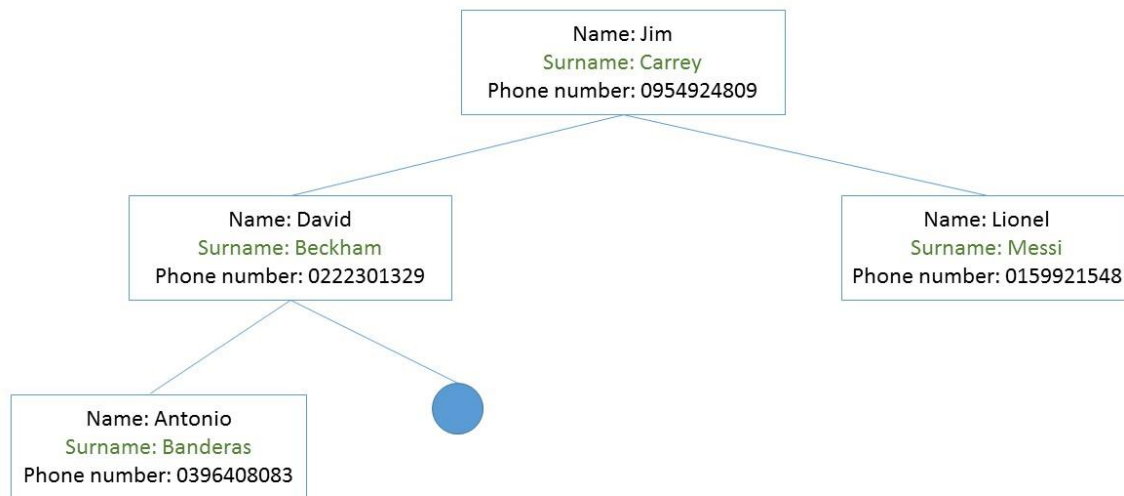 Name: Jim
Surname: Carrey
Phone number: 0954924809
Name: David
Surname: Beckham
Phone number: 0222301329
Name: Lionel
Surname: Messi
Phone number: 0159921548
Name: Antonio
Surname: Banderas
Phone number: 0396408083